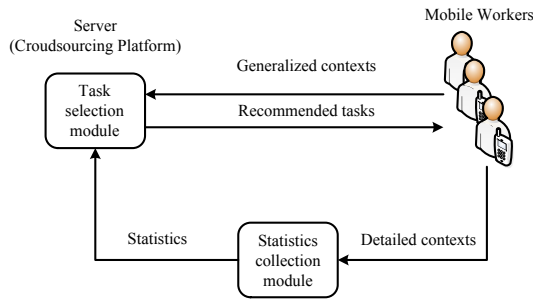 Server
(Croudsourcing Platform)
Mobile Workers
Generalized contexts
Task
selection
module
Recommended tasks
Statistics
Statistics
collection
module
Detailed contexts